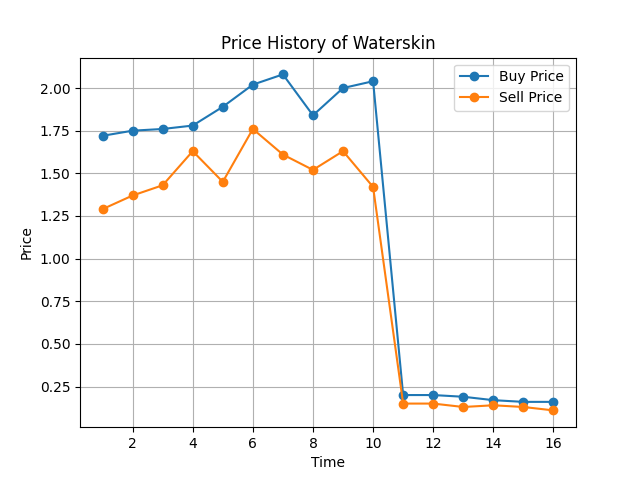 Price History of Waterskin
Buy Price
Sell Price
Price
2.00
1.75
1.50
1.25
1.00
0.75
0.50
0.25
2 4 6 8 10 12 14 16
Time